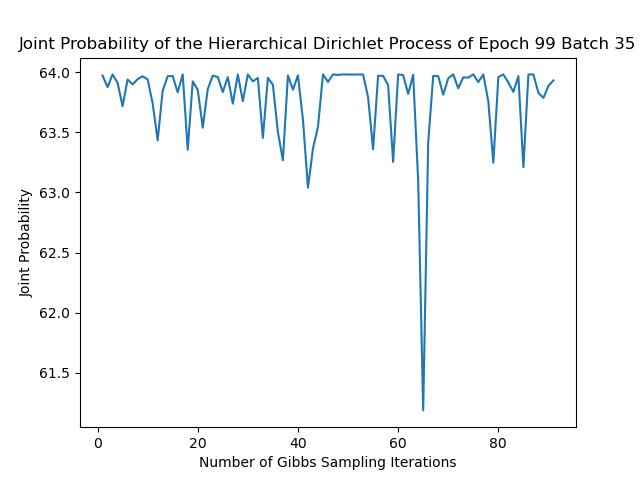 Joint Probability of the Hierarchical Dirichlet Process of Epoch 99 Batch 35
64.0
63.5
63.0
62.5
62.0
61.5
Joint Probability
0 20 40 60 80
Number of Gibbs Sampling Iterations